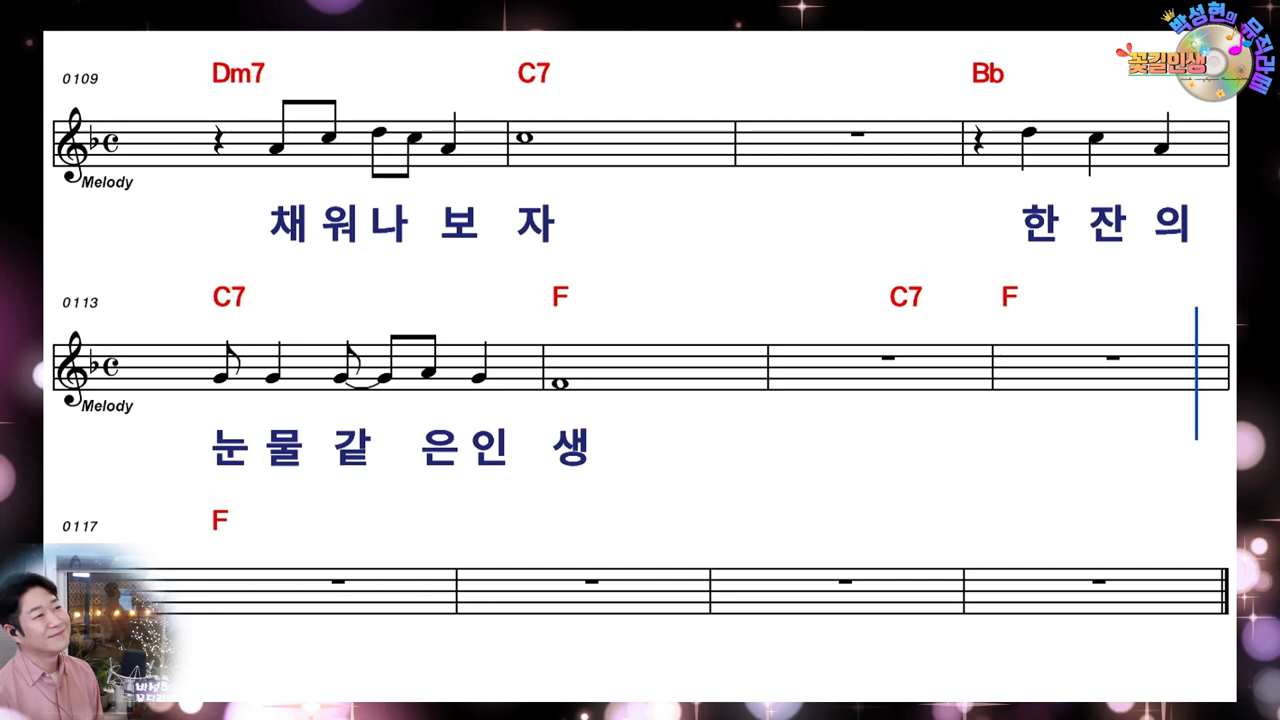 박성현의 뮤직라떼
꽃길인생
0109 Dm7 C7 Bb
Melody
채 워 나 보 자 한 잔 의
0113 C7 F C7 F
Melody
눈 물 같 은 인 생
0117 F